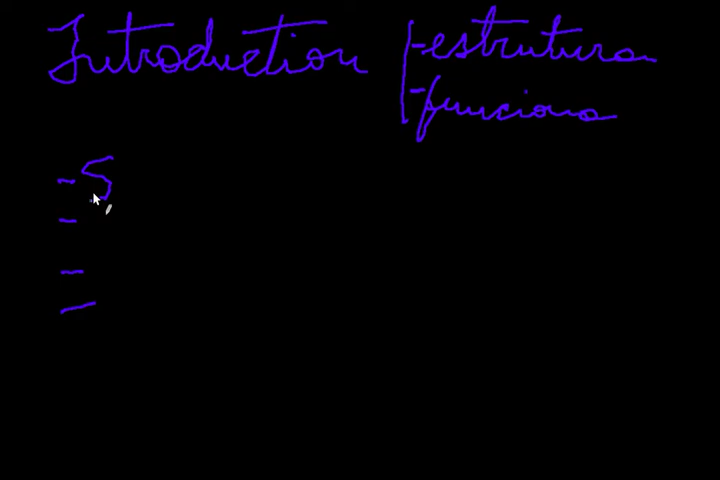 Introduction
-estrutura
-funciona
-S
-
-
-